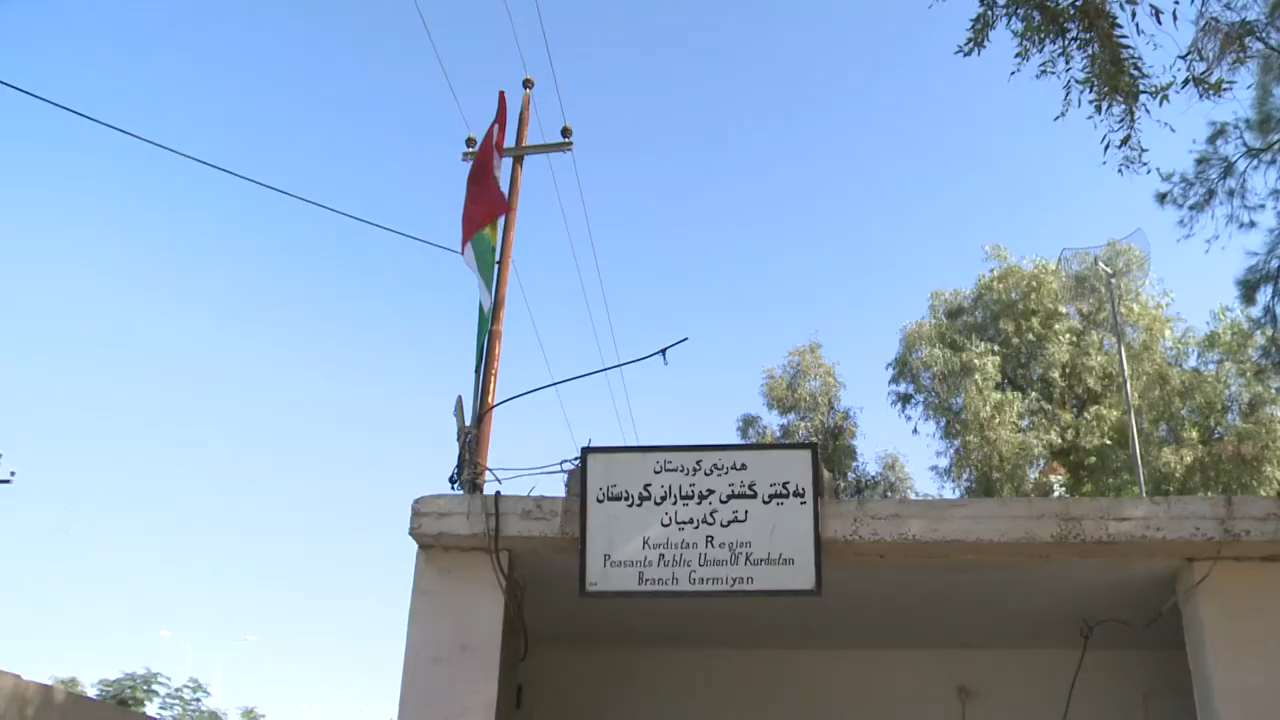 هەرێمی کوردستان
یەکێتی گشتی جوتیارانی کوردستان
لقی گەرمیان
Kurdistan Region
Peasants Public Union Of Kurdistan
Branch Garmiyan